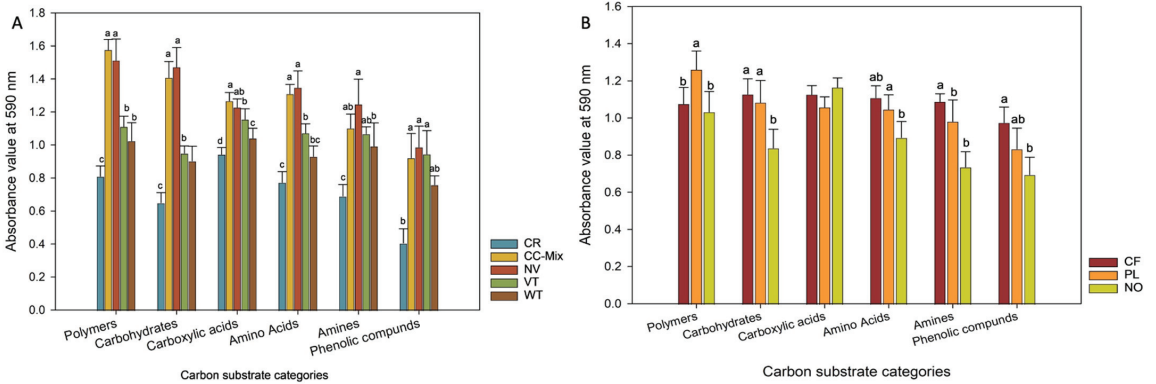 A
Absorbance value at 590 nm
1.8
1.6
1.4
1.2
1.0
0.8
0.6
0.4
0.2
0.0
c a a b b
c a a b b
d a ab b c
c a a b bc
c ab a ab b
b a a a ab
Polymers
Carbohydrates
Carboxylic acids
Amino Acids
Amines
Phenolic compunds
Carbon substrate categories
CR
CC-Mix
NV
VT
WT
B
Absorbance value at 590 nm
1.6
1.4
1.2
1.0
0.8
0.6
0.4
0.2
0.0
b a b
a a b
ab a b
a b b
a ab b
Polymers
Carbohydrates
Carboxylic acids
Amino Acids
Amines
Phenolic compunds
Carbon substrate categories
CF
PL
NO